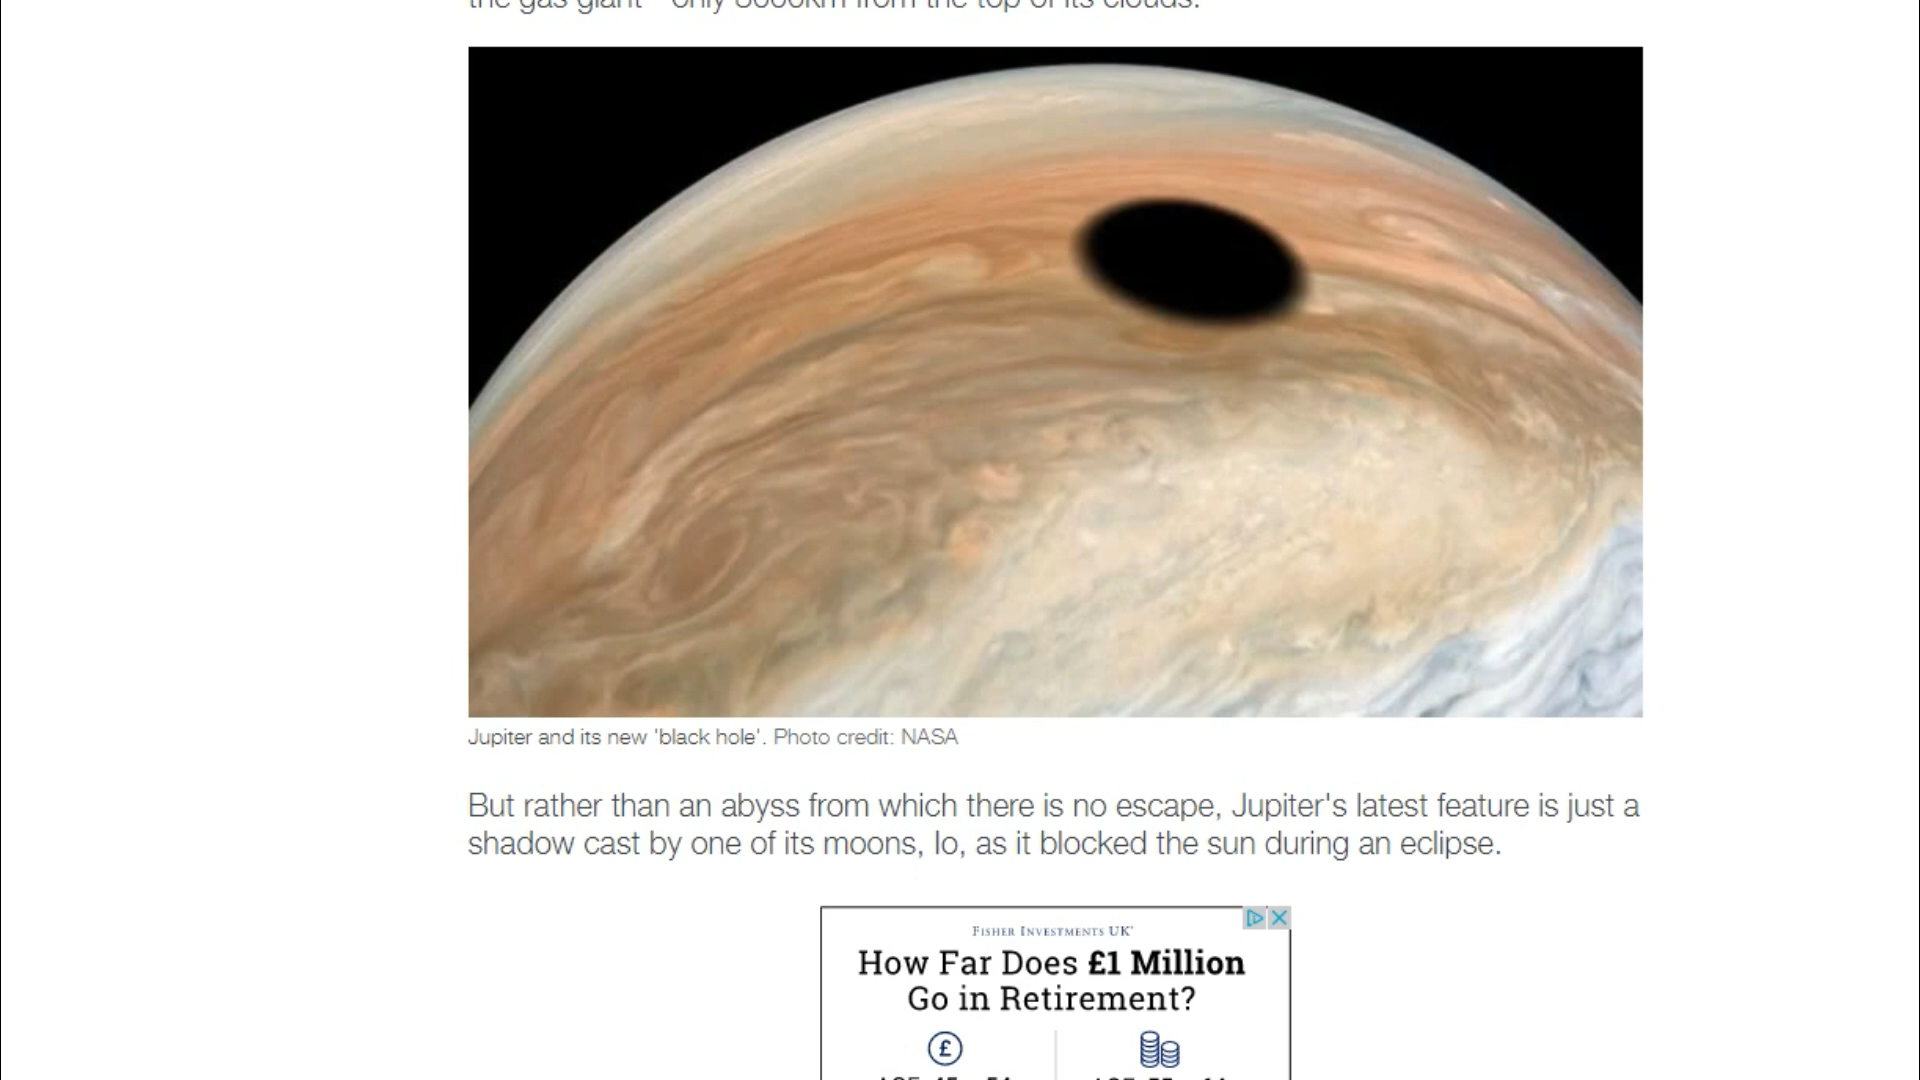 the gas giant - only 8000km from the top of its clouds.
Jupiter and its new 'black hole'. Photo credit: NASA
But rather than an abyss from which there is no escape, Jupiter's latest feature is just a
shadow cast by one of its moons, Io, as it blocked the sun during an eclipse.
FISHER INVESTMENTS UK
How Far Does £1 Million
Go in Retirement?
£